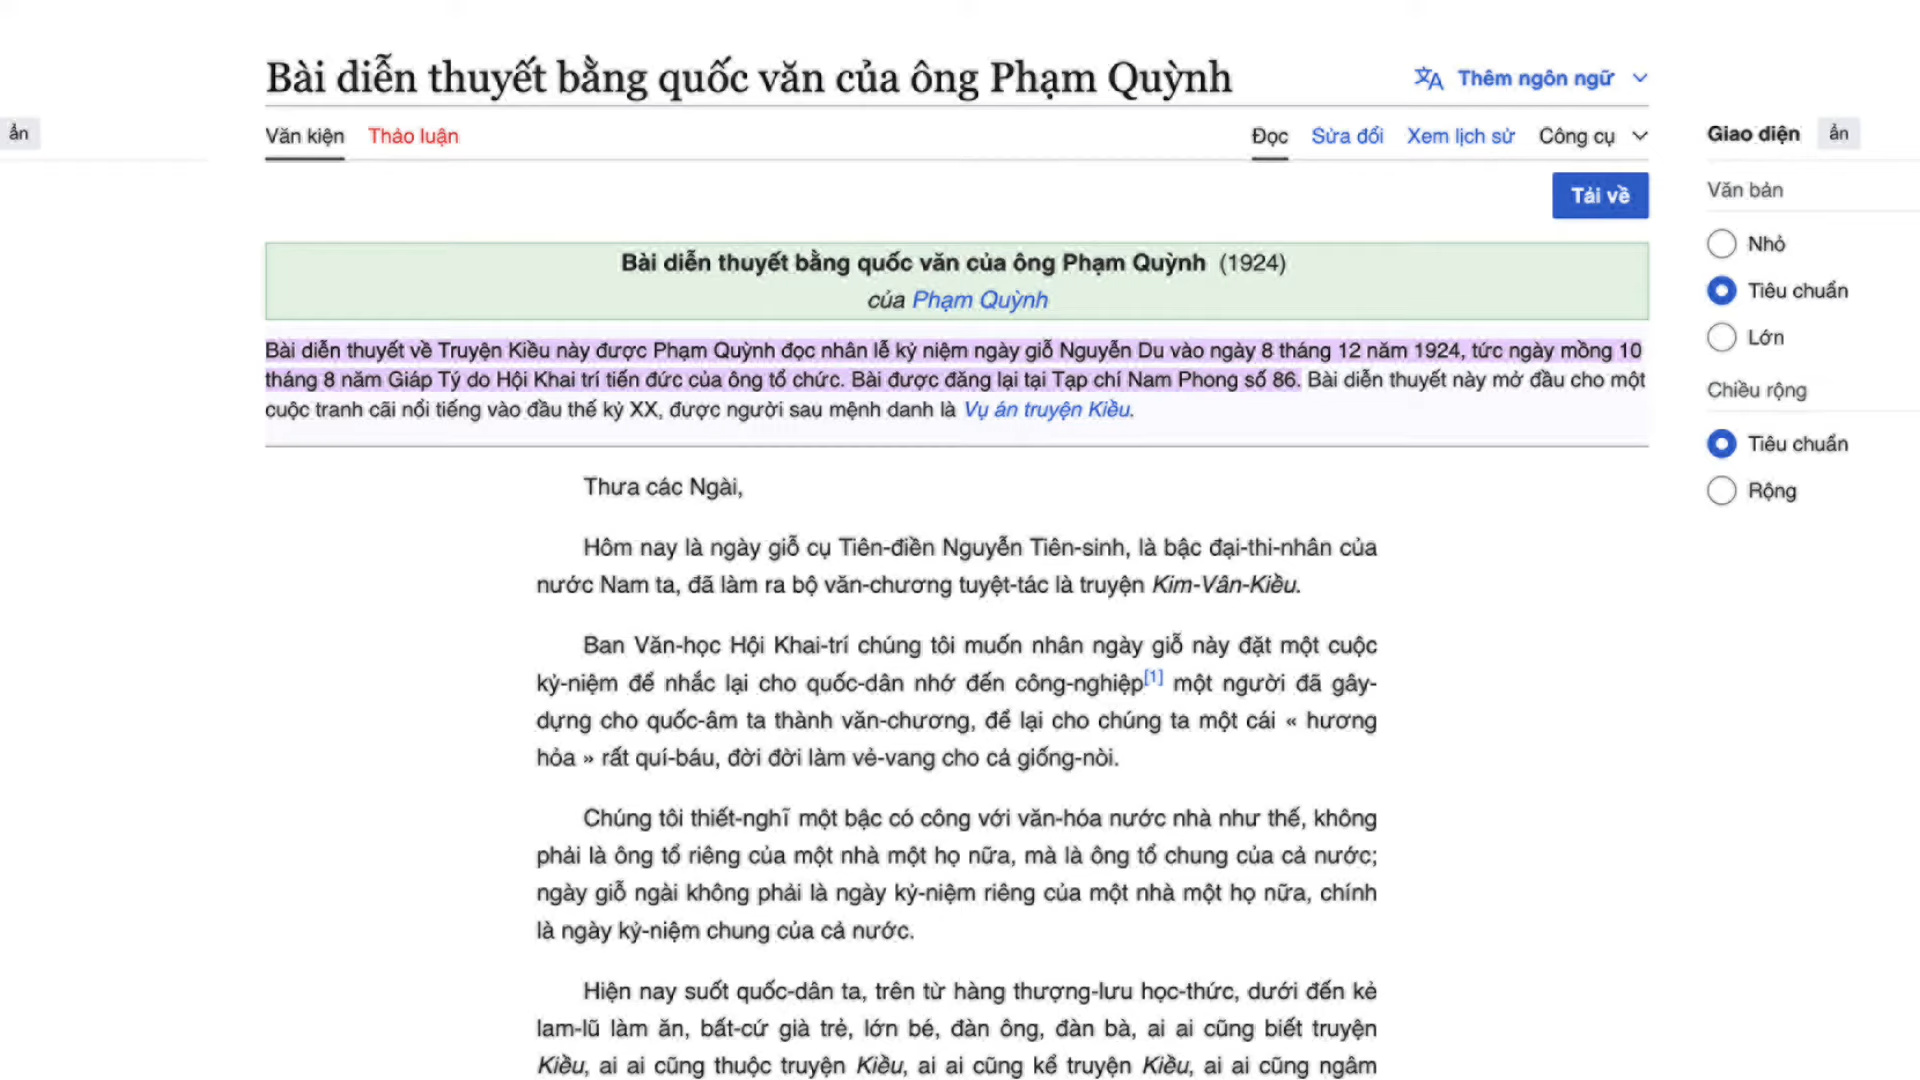 Bài diễn thuyết bằng quốc văn của ông Phạm Quỳnh
Thêm ngôn ngữ
ẩn
Văn kiện Thảo luận
Đọc Sửa đổi Xem lịch sử Công cụ
Giao diện ẩn
Tải về
Văn bản
Nhỏ
Tiêu chuẩn
Lớn
Chiều rộng
Tiêu chuẩn
Rộng
Bài diễn thuyết bằng quốc văn của ông Phạm Quỳnh (1924)
của Phạm Quỳnh
Bài diễn thuyết về Truyện Kiều này được Phạm Quỳnh đọc nhân lễ kỷ niệm ngày giỗ Nguyễn Du vào ngày 8 tháng 12 năm 1924, tức ngày mồng 10
tháng 8 năm Giáp Tý do Hội Khai trí tiến đức của ông tổ chức. Bài được đăng lại tại Tạp chí Nam Phong số 86. Bài diễn thuyết này mở đầu cho một
cuộc tranh cãi nổi tiếng vào đầu thế kỷ XX, được người sau mệnh danh là Vụ án truyện Kiều.
Thưa các Ngài,
Hôm nay là ngày giỗ cụ Tiên-điền Nguyễn Tiên-sinh, là bậc đại-thi-nhân của
nước Nam ta, đã làm ra bộ văn-chương tuyệt-tác là truyện Kim-Vân-Kiều.
Ban Văn-học Hội Khai-trí chúng tôi muốn nhân ngày giỗ này đặt một cuộc
kỷ-niệm để nhắc lại cho quốc-dân nhớ đến công-nghiệp[1] một người đã gây-
dựng cho quốc-âm ta thành văn-chương, để lại cho chúng ta một cái « hương
hỏa » rất quí-báu, đời đời làm vẻ-vang cho cả giống-nòi.
Chúng tôi thiết-nghĩ một bậc có công với văn-hóa nước nhà như thế, không
phải là ông tổ riêng của một nhà một họ nữa, mà là ông tổ chung của cả nước;
ngày giỗ ngài không phải là ngày kỷ-niệm riêng của một nhà một họ nữa, chính
là ngày kỷ-niệm chung của cả nước.
Hiện nay suốt quốc-dân ta, trên từ hàng thượng-lưu học-thức, dưới đến kẻ
lam-lũ làm ăn, bất-cứ già trẻ, lớn bé, đàn ông, đàn bà, ai ai cũng biết truyện
Kiều, ai ai cũng thuộc truyện Kiều, ai ai cũng kể truyện Kiều, ai ai cũng ngâm